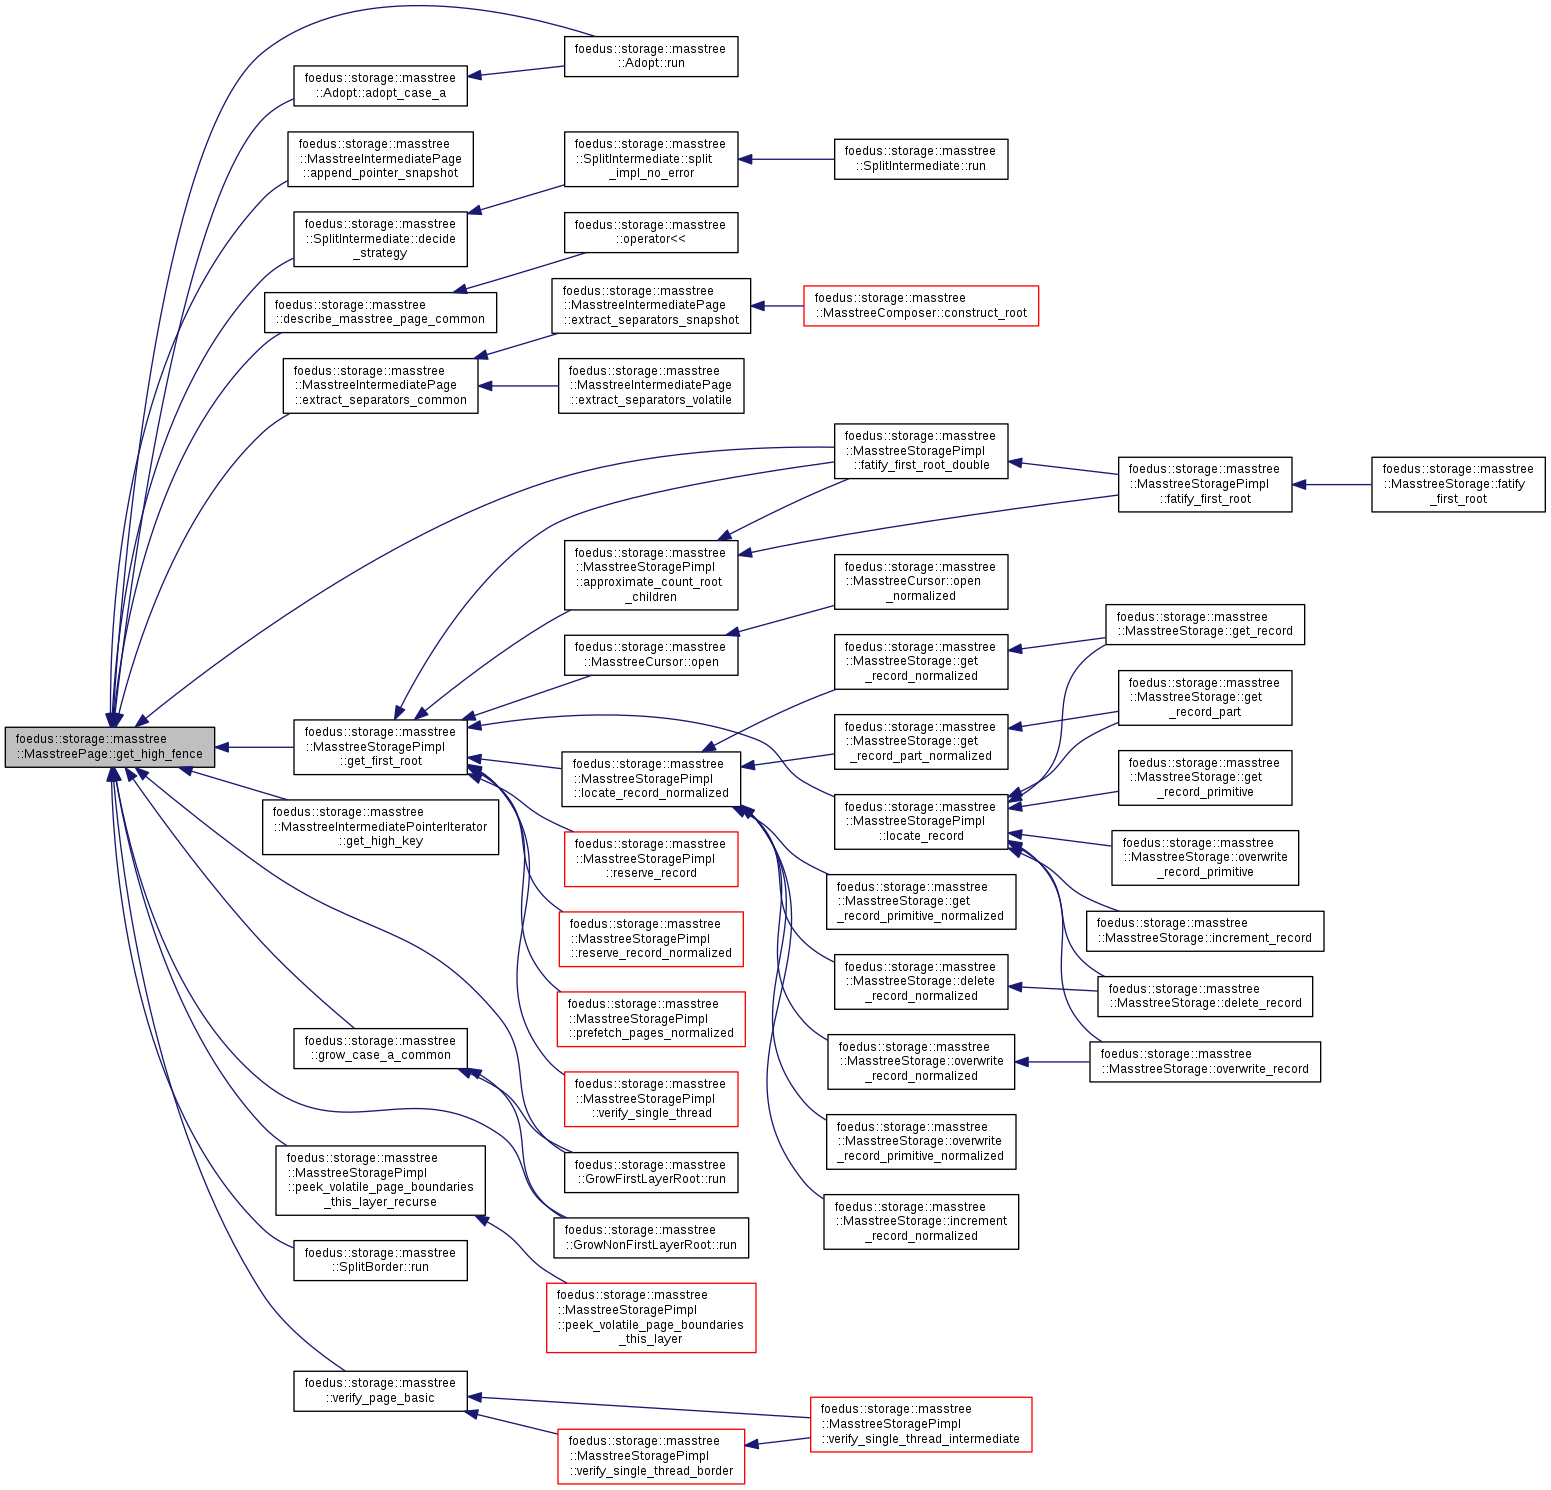 foedus::storage::masstree
::MasstreePage::get_high_fence
foedus::storage::masstree
::Adopt::run
foedus::storage::masstree
::Adopt::adopt_case_a
foedus::storage::masstree
::MasstreeIntermediatePage
::append_pointer_snapshot
foedus::storage::masstree
::SplitIntermediate::decide
_strategy
foedus::storage::masstree
::SplitIntermediate::split
_impl_no_error
foedus::storage::masstree
::SplitIntermediate::run
foedus::storage::masstree
::describe_masstree_page_common
foedus::storage::masstree
::operator<<
foedus::storage::masstree
::MasstreeIntermediatePage
::extract_separators_common
foedus::storage::masstree
::MasstreeIntermediatePage
::extract_separators_snapshot
foedus::storage::masstree
::MasstreeComposer::construct_root
foedus::storage::masstree
::MasstreeIntermediatePage
::extract_separators_volatile
foedus::storage::masstree
::MasstreeStoragePimpl
::fatify_first_root_double
foedus::storage::masstree
::MasstreeStoragePimpl
::fatify_first_root
foedus::storage::masstree
::MasstreeStorage::fatify
_first_root
foedus::storage::masstree
::MasstreeStoragePimpl
::get_first_root
foedus::storage::masstree
::MasstreeStoragePimpl
::approximate_count_root
_children
foedus::storage::masstree
::MasstreeCursor::open
foedus::storage::masstree
::MasstreeCursor::open
_normalized
foedus::storage::masstree
::MasstreeStoragePimpl
::locate_record_normalized
foedus::storage::masstree
::MasstreeStorage::get
_record_normalized
foedus::storage::masstree
::MasstreeStorage::get_record
foedus::storage::masstree
::MasstreeStorage::get
_record_part_normalized
foedus::storage::masstree
::MasstreeStorage::get
_record_part
foedus::storage::masstree
::MasstreeStoragePimpl
::locate_record
foedus::storage::masstree
::MasstreeStorage::get
_record_primitive
foedus::storage::masstree
::MasstreeStorage::overwrite
_record_primitive
foedus::storage::masstree
::MasstreeStorage::increment_record
foedus::storage::masstree
::MasstreeStorage::delete_record
foedus::storage::masstree
::MasstreeStorage::overwrite_record
foedus::storage::masstree
::MasstreeStorage::get
_record_primitive_normalized
foedus::storage::masstree
::MasstreeStorage::delete
_record_normalized
foedus::storage::masstree
::MasstreeStorage::overwrite
_record_normalized
foedus::storage::masstree
::MasstreeStorage::overwrite
_record_primitive_normalized
foedus::storage::masstree
::MasstreeStorage::increment
_record_normalized
foedus::storage::masstree
::MasstreeStoragePimpl
::reserve_record
foedus::storage::masstree
::MasstreeStoragePimpl
::reserve_record_normalized
foedus::storage::masstree
::MasstreeStoragePimpl
::prefetch_pages_normalized
foedus::storage::masstree
::MasstreeStoragePimpl
::verify_single_thread
foedus::storage::masstree
::MasstreeIntermediatePointerIterator
::get_high_key
foedus::storage::masstree
::grow_case_a_common
foedus::storage::masstree
::GrowFirstLayerRoot::run
foedus::storage::masstree
::GrowNonFirstLayerRoot::run
foedus::storage::masstree
::MasstreeStoragePimpl
::peek_volatile_page_boundaries
_this_layer_recurse
foedus::storage::masstree
::MasstreeStoragePimpl
::peek_volatile_page_boundaries
_this_layer
foedus::storage::masstree
::SplitBorder::run
foedus::storage::masstree
::verify_page_basic
foedus::storage::masstree
::MasstreeStoragePimpl
::verify_single_thread_intermediate
foedus::storage::masstree
::MasstreeStoragePimpl
::verify_single_thread_border